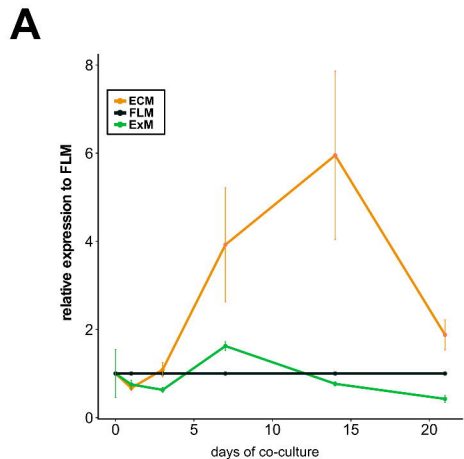 A
8
6
4
2
0
relative expression to FLM
ECM
FLM
ExM
0 5 10 15 20
days of co-culture